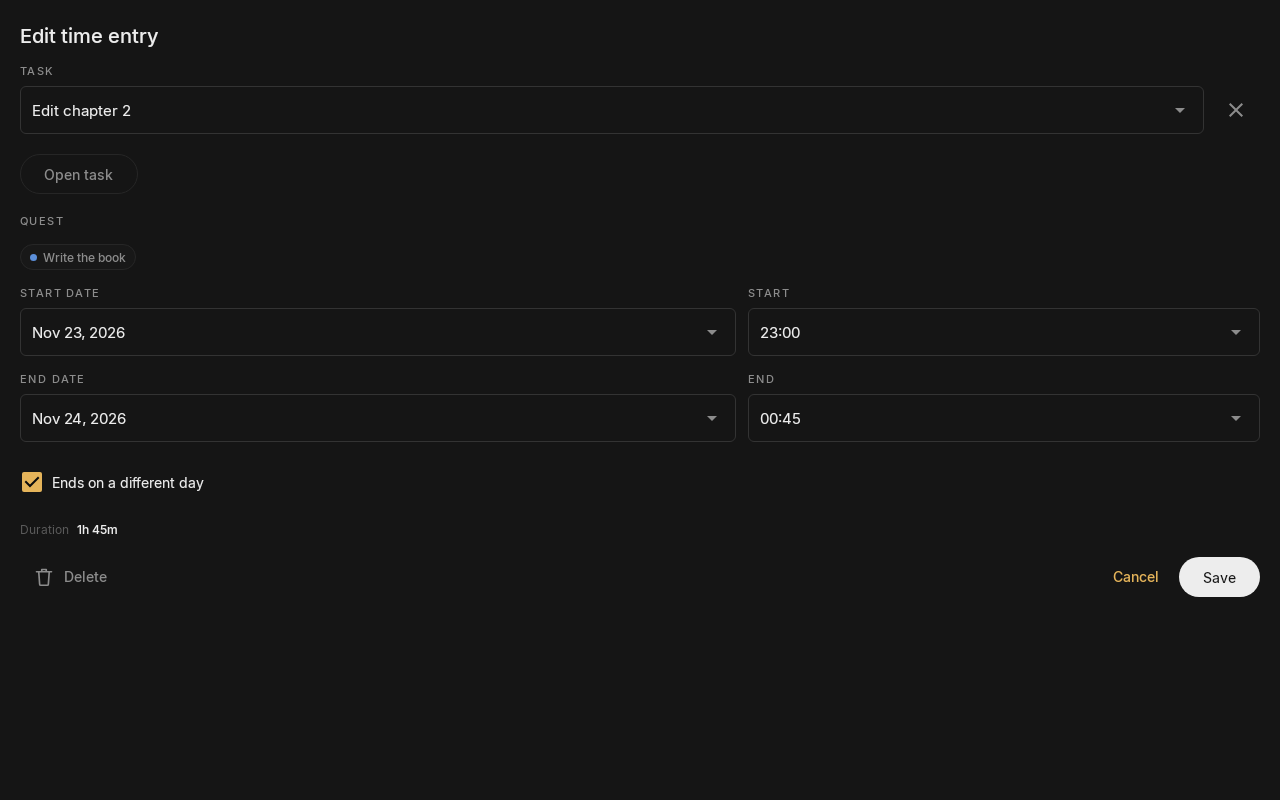 Edit time entry
TASK
Edit chapter 2
Open task
QUEST
Write the book
START DATE
START
Nov 23, 2026
23:00
END DATE
END
Nov 24, 2026
00:45
Ends on a different day
Duration 1h 45m
Delete
Cancel
Save